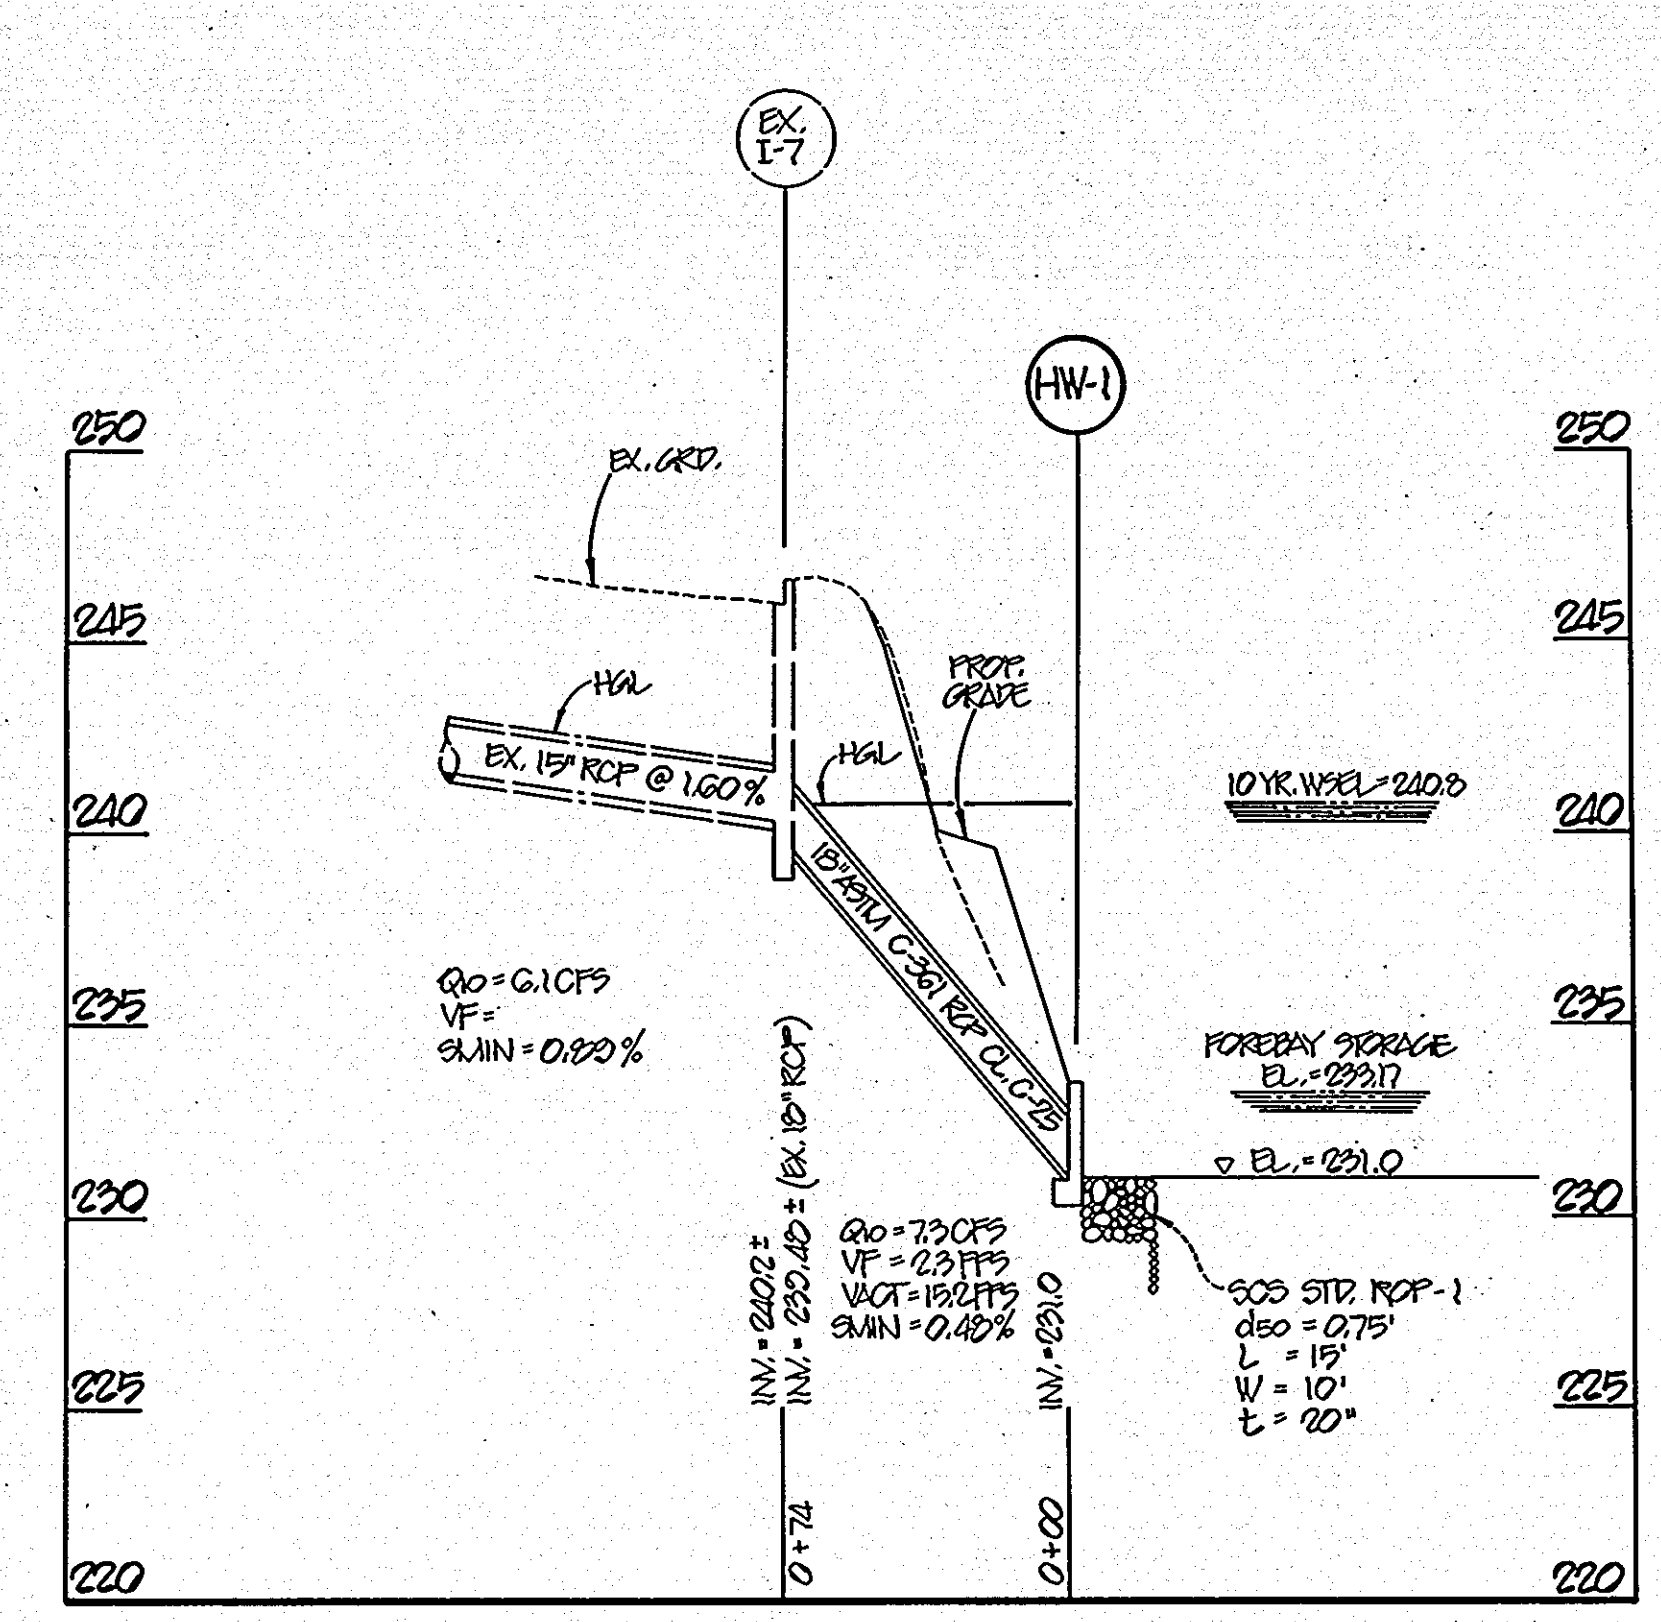 EX.
I-7
HW-1
250
250
EX. GRD.
245
245
PROP.
GRADE
HGL
HGL
EX. 15" RCP @ 1.60%
10 YR. WSEL = 240.8
240
240
18" ASTM C-361 RCP CL. C-25
Q10 = 6.1 CFS
VF =
SMIN = 0.89%
235
235
FOREBAY STORAGE
EL. = 233.17
EL. = 231.0
230
230
INV. = 240.2 ±
INV. = 239.48 ± (EX. 18" RCP)
Q10 = 7.3 CFS
VF = 2.3 FPS
VACT = 15.2 FPS
SMIN = 0.48%
INV. = 231.0
SCS STD. ROP-1
d50 = 0.75'
L = 15'
W = 10'
t = 20"
225
225
0+74
0+00
220
220